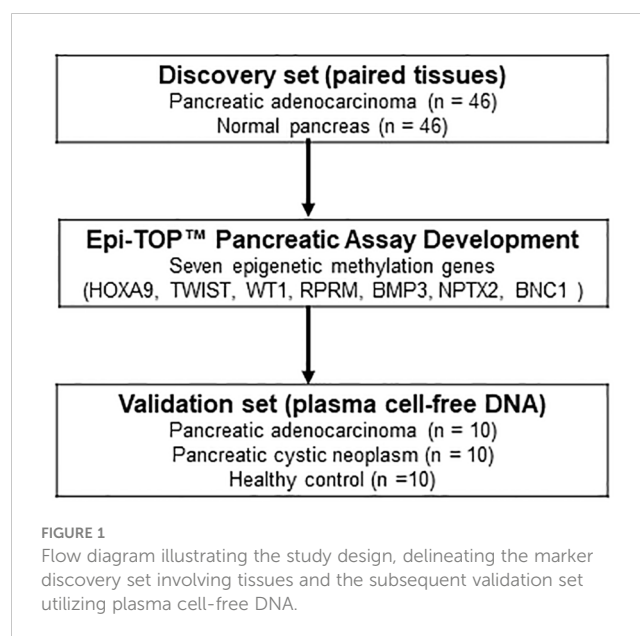 Discovery set (paired tissues)
Pancreatic adenocarcinoma (n = 46)
Normal pancreas (n = 46)
Epi-TOP™ Pancreatic Assay Development
Seven epigenetic methylation genes
(HOXA9, TWIST, WT1, RPRM, BMP3, NPTX2, BNC1 )
Validation set (plasma cell-free DNA)
Pancreatic adenocarcinoma (n = 10)
Pancreatic cystic neoplasm (n = 10)
Healthy control (n =10)
FIGURE 1
Flow diagram illustrating the study design, delineating the marker
discovery set involving tissues and the subsequent validation set
utilizing plasma cell-free DNA.